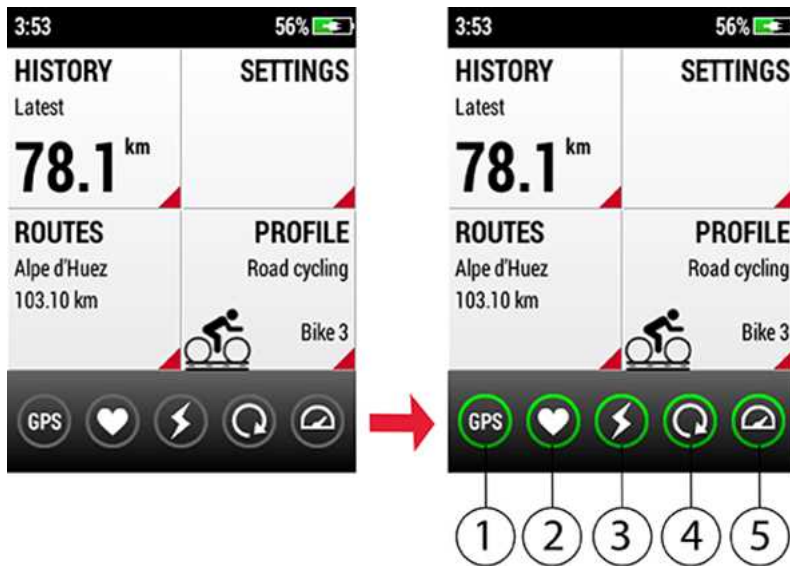 3:53 56%
HISTORY SETTINGS
Latest
78.1 km
ROUTES PROFILE
Alpe d'Huez Road cycling
103.10 km
Bike 3
GPS
3:53 56%
HISTORY SETTINGS
Latest
78.1 km
ROUTES PROFILE
Alpe d'Huez Road cycling
103.10 km
Bike 3
GPS
1 2 3 4 5